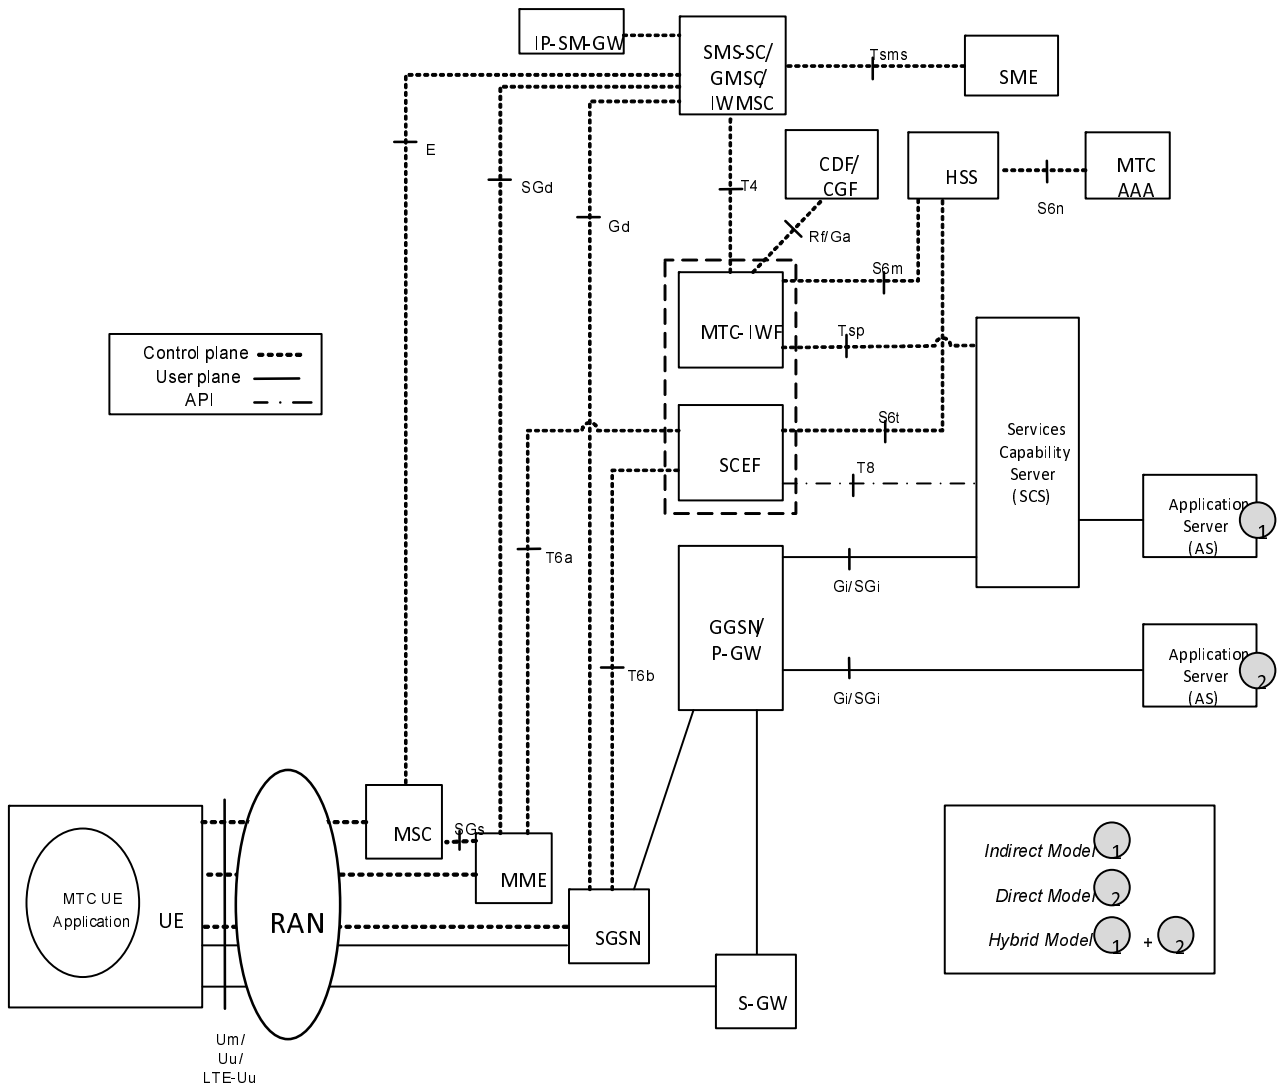 IP-SM-GW
SMS-SC/
GMSC/
IWMSC
Tsms
SME
E
SGd
Gd
T4
CDF/
CGF
Rf/Ga
HSS
S6n
MTC
AAA
S6m
MTC-IWF
Tsp
Control plane
User plane
API
SCEF
S6t
T8
Services
Capability
Server
(SCS)
Application
Server
(AS)
1
T6a
Gi/SGi
GGSN/
P-GW
T6b
Gi/SGi
Application
Server
(AS)
2
MSC
SGs
MME
MTC UE
Application
UE
RAN
SGSN
S-GW
Um/
Uu/
LTE-Uu
Indirect Model 1
Direct Model 2
Hybrid Model 1 + 2